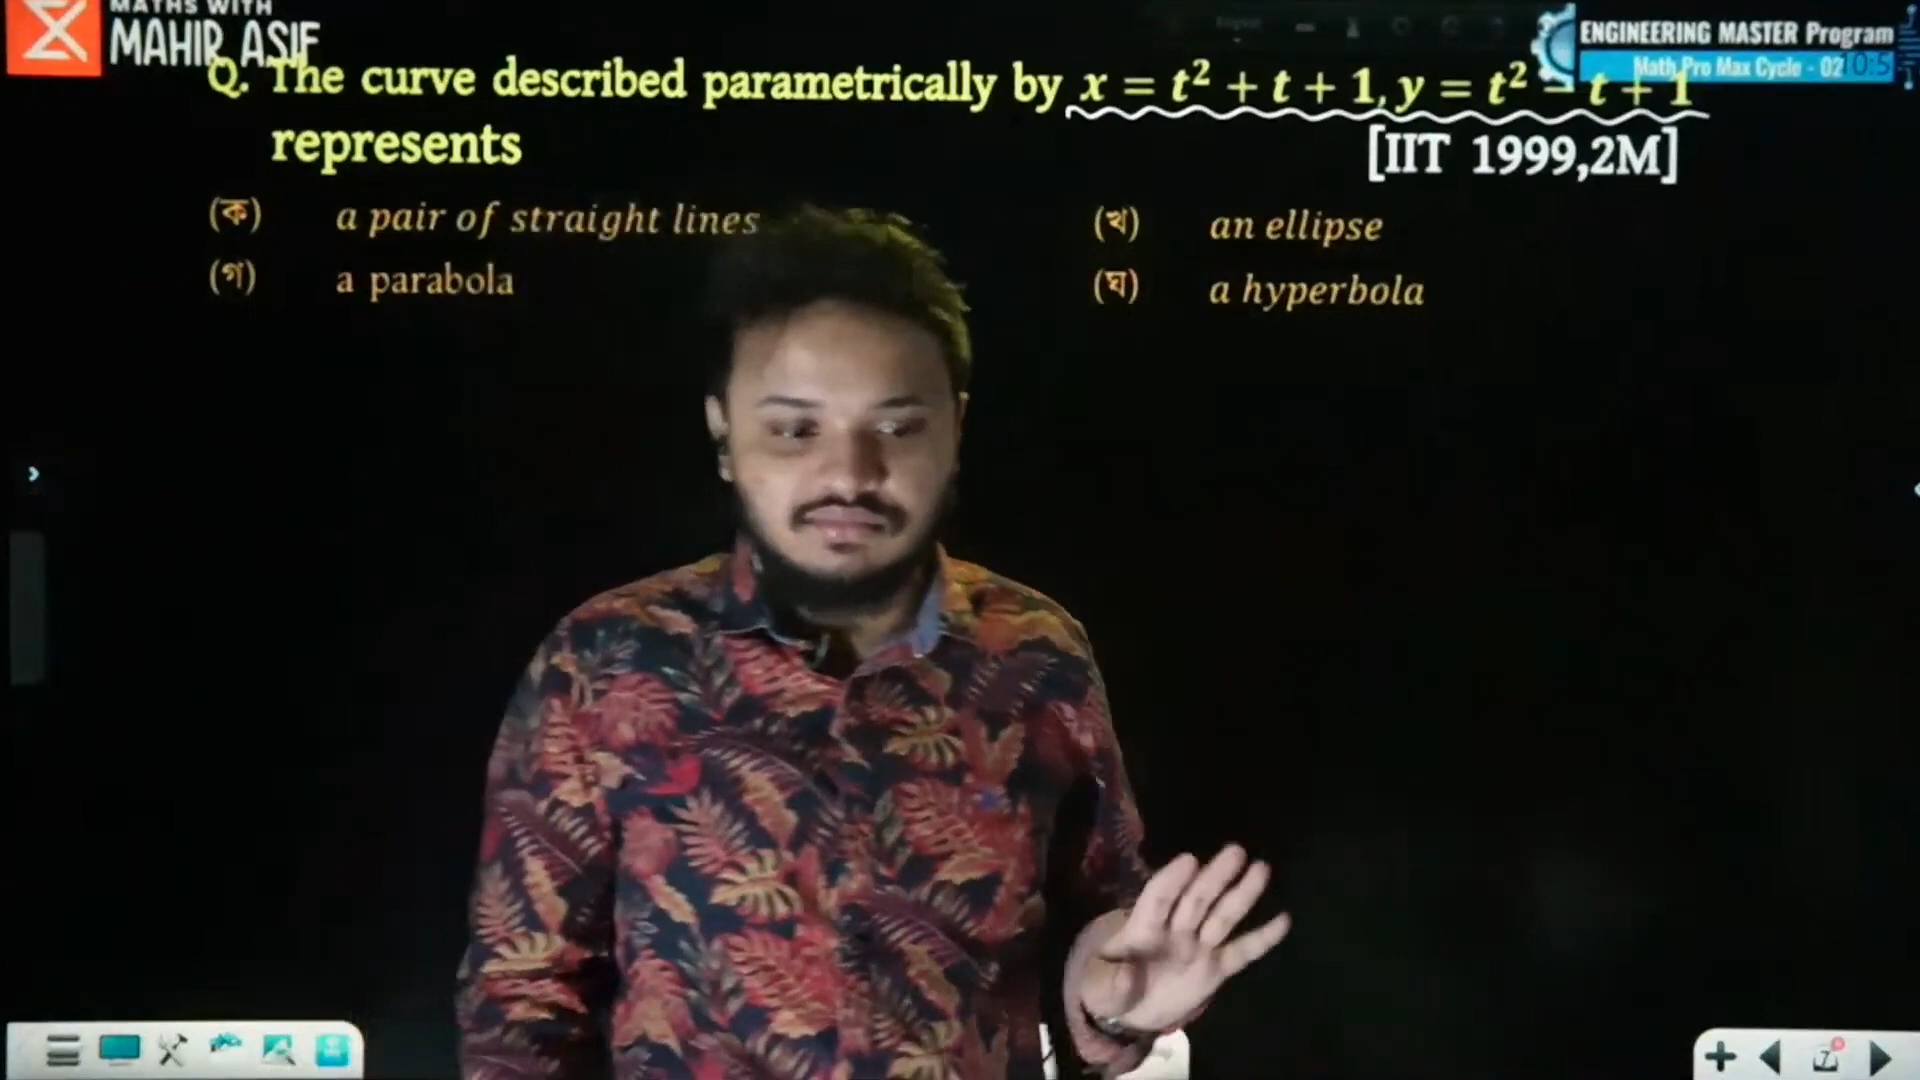 MATHS WITH
MAHIR ASIF
ENGINEERING MASTER Program
Math Pro Max Cycle - 02
Q. The curve described parametrically by x = t² + t + 1, y = t² - t + 1
represents
[IIT 1999,2M]
(ক) a pair of straight lines (খ) an ellipse
(গ) a parabola (ঘ) a hyperbola
7